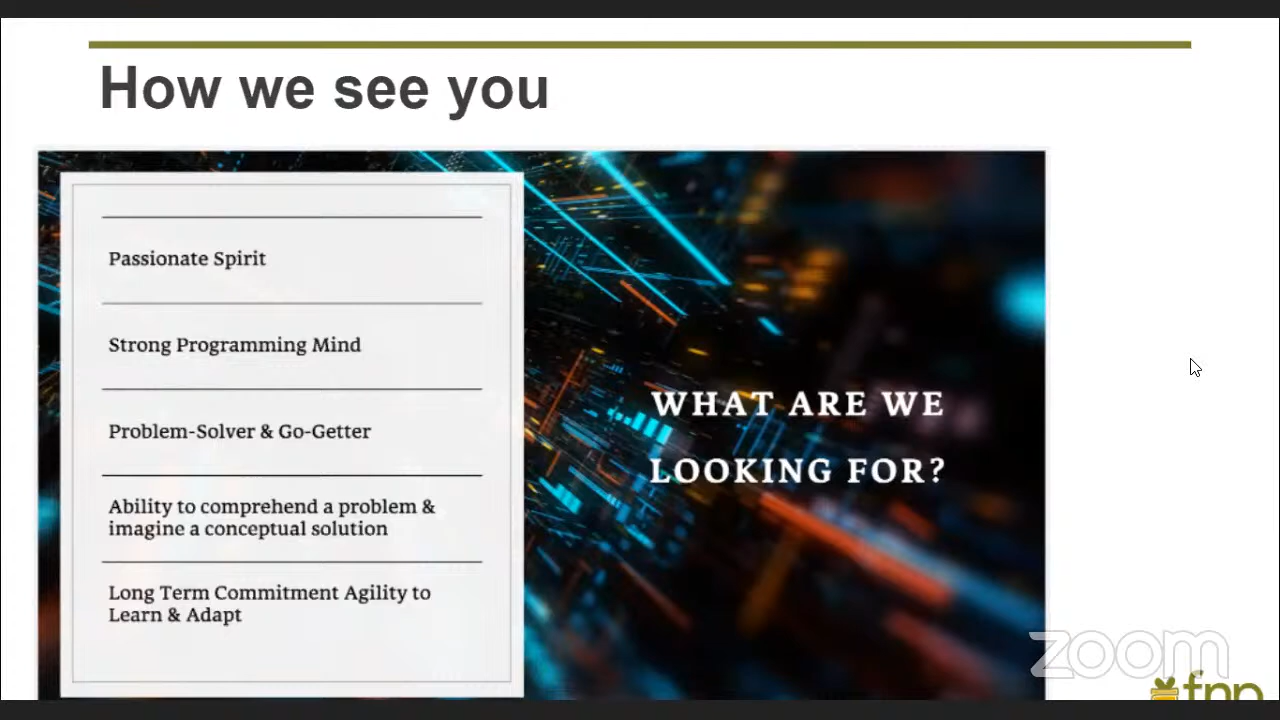 How we see you
Passionate Spirit
Strong Programming Mind
Problem-Solver & Go-Getter
Ability to comprehend a problem &
imagine a conceptual solution
Long Term Commitment Agility to
Learn & Adapt
WHAT ARE WE
LOOKING FOR?
zoom
fnp